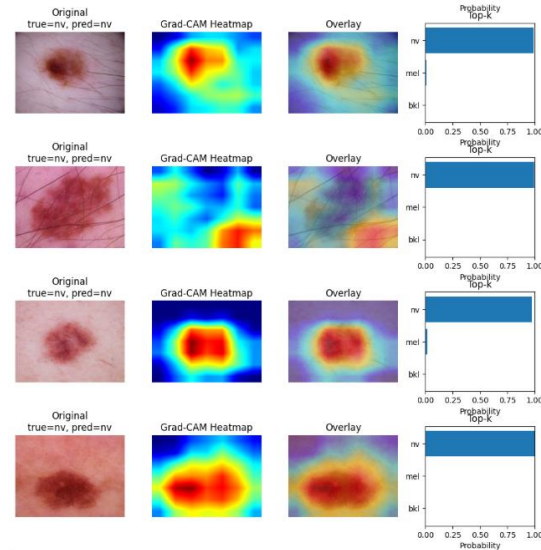 Probability
Original Grad-CAM Heatmap Overlay Top-k
true=nv, pred=nv
nv
mel
bkl
0.00 0.25 0.50 0.75 1.00
Probability
Original Grad-CAM Heatmap Overlay Top-k
true=nv, pred=nv
nv
mel
bkl
0.00 0.25 0.50 0.75 1.00
Probability
Original Grad-CAM Heatmap Overlay Top-k
true=nv, pred=nv
nv
mel
bkl
0.00 0.25 0.50 0.75 1.00
Probability
Original Grad-CAM Heatmap Overlay Top-k
true=nv, pred=nv
nv
mel
bkl
0.00 0.25 0.50 0.75 1.00
Probability